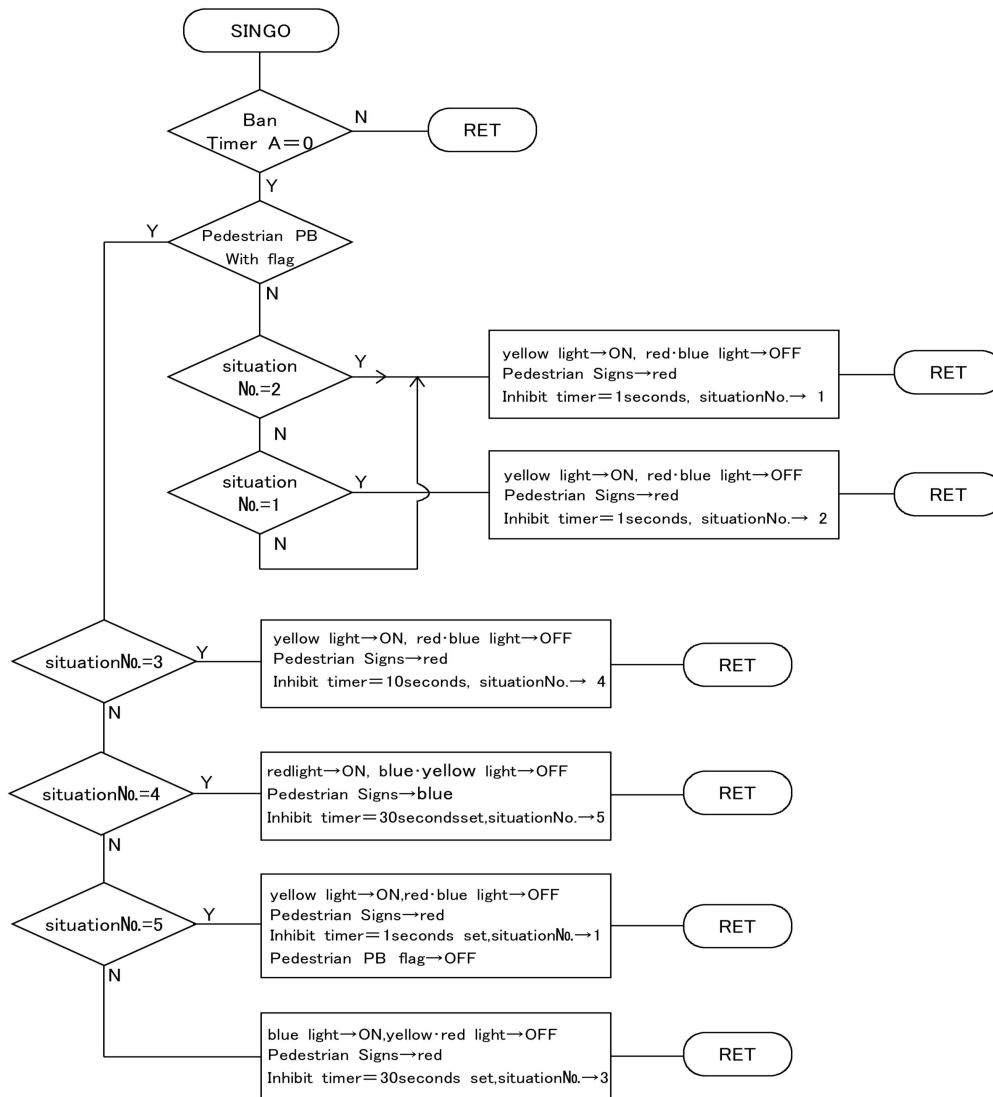 SINGO
Ban
Timer A=0
N
RET
Y
Y
Pedestrian PB
With flag
N
situation
No.=2
Y
yellow light→ON, red·blue light→OFF
Pedestrian Signs→red
Inhibit timer=1seconds, situationNo.→ 1
RET
N
situation
No.=1
Y
yellow light→ON, red·blue light→OFF
Pedestrian Signs→red
Inhibit timer=1seconds, situationNo.→ 2
RET
N
situationNo.=3
Y
yellow light→ON, red·blue light→OFF
Pedestrian Signs→red
Inhibit timer=10seconds, situationNo.→ 4
RET
N
situationNo.=4
Y
redlight→ON, blue·yellow light→OFF
Pedestrian Signs→blue
Inhibit timer=30secondsset,situationNo.→5
RET
N
situationNo.=5
Y
yellow light→ON,red·blue light→OFF
Pedestrian Signs→red
Inhibit timer=1seconds set,situationNo.→1
Pedestrian PB flag→OFF
RET
N
blue light→ON,yellow·red light→OFF
Pedestrian Signs→red
Inhibit timer=30seconds set,situationNo.→3
RET